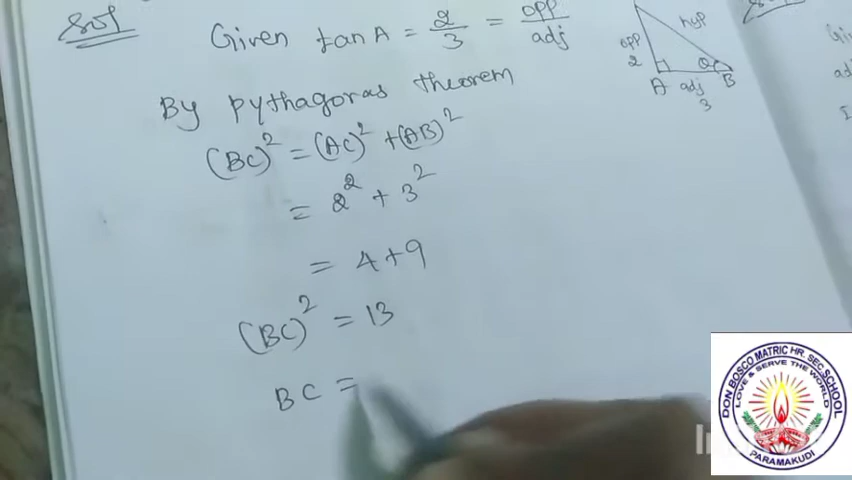 Sol
Given tan A = 2/3 = opp/adj
By pythagoras theorem
(BC)² = (AC)² + (AB)²
= 2² + 3²
= 4 + 9
(BC)² = 13
BC =
opp
2
hyp
θ
A
adj
3
B
DON BOSCO MATRIC HR. SEC. SCHOOL
LOVE & SERVE THE WORLD
PARAMAKUDI